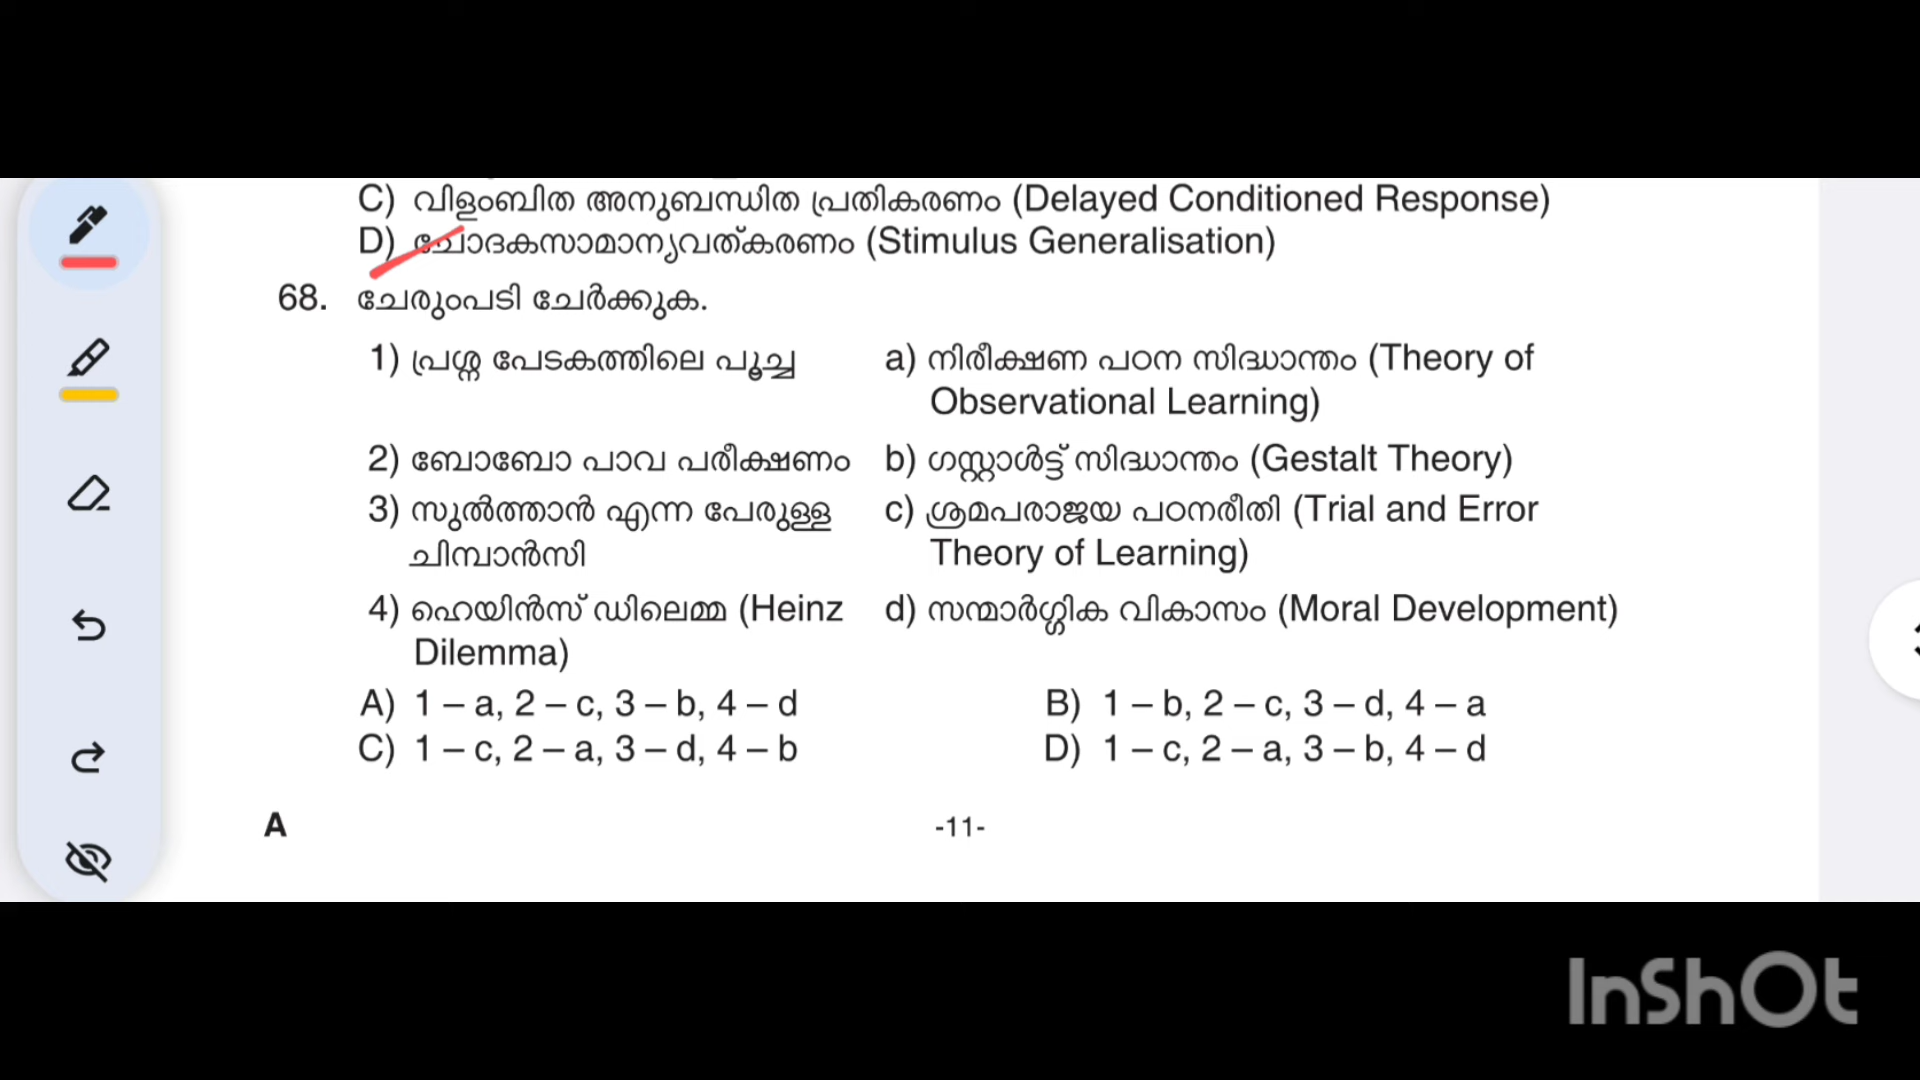 C) വിളംബിത അനുബന്ധിത പ്രതികരണം (Delayed Conditioned Response)
D) ചോദകസാമാന്യവത്കരണം (Stimulus Generalisation)
68. ചേരുംപടി ചേർക്കുക.
1) പ്രശ്ന പേടകത്തിലെ പൂച്ച a) നിരീക്ഷണ പഠന സിദ്ധാന്തം (Theory of
Observational Learning)
2) ബോബോ പാവ പരീക്ഷണം b) ഗസ്റ്റാൾട്ട് സിദ്ധാന്തം (Gestalt Theory)
3) സുൽത്താൻ എന്ന പേരുള്ള c) ശ്രമപരാജയ പഠനരീതി (Trial and Error
ചിമ്പാൻസി Theory of Learning)
4) ഹെയിൻസ് ഡിലെമ്മ (Heinz d) സന്മാർഗ്ഗിക വികാസം (Moral Development)
Dilemma)
A) 1 – a, 2 – c, 3 – b, 4 – d B) 1 – b, 2 – c, 3 – d, 4 – a
C) 1 – c, 2 – a, 3 – d, 4 – b D) 1 – c, 2 – a, 3 – b, 4 – d
A -11-
InShOt